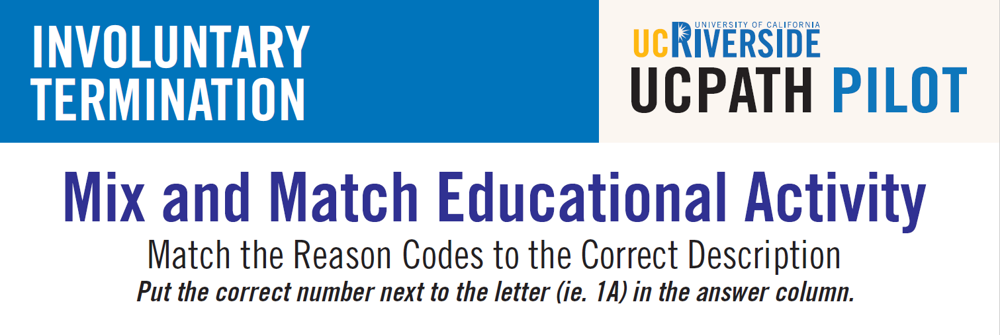 INVOLUNTARY
TERMINATION
UNIVERSITY OF CALIFORNIA
UCRIVERSIDE
UCPATH PILOT
Mix and Match Educational Activity
Match the Reason Codes to the Correct Description
Put the correct number next to the letter (ie. 1A) in the answer column.